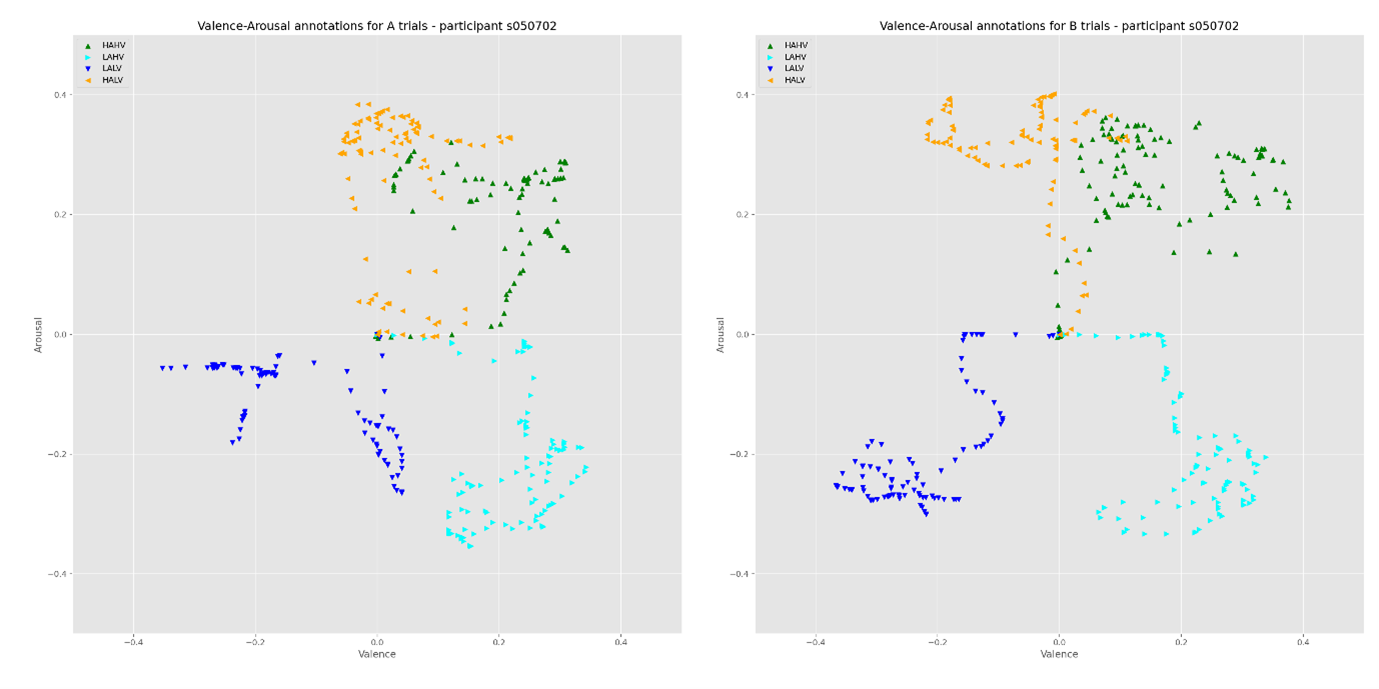 Valence-Arousal annotations for A trials - participant s050702
HAHV
LAHV
LALV
HALV
0.4
0.2
0.0
−0.2
−0.4
Arousal
−0.4
−0.2
0.0
0.2
0.4
Valence
Valence-Arousal annotations for B trials - participant s050702
HAHV
LAHV
LALV
HALV
0.4
0.2
0.0
−0.2
−0.4
Arousal
−0.4
−0.2
0.0
0.2
0.4
Valence